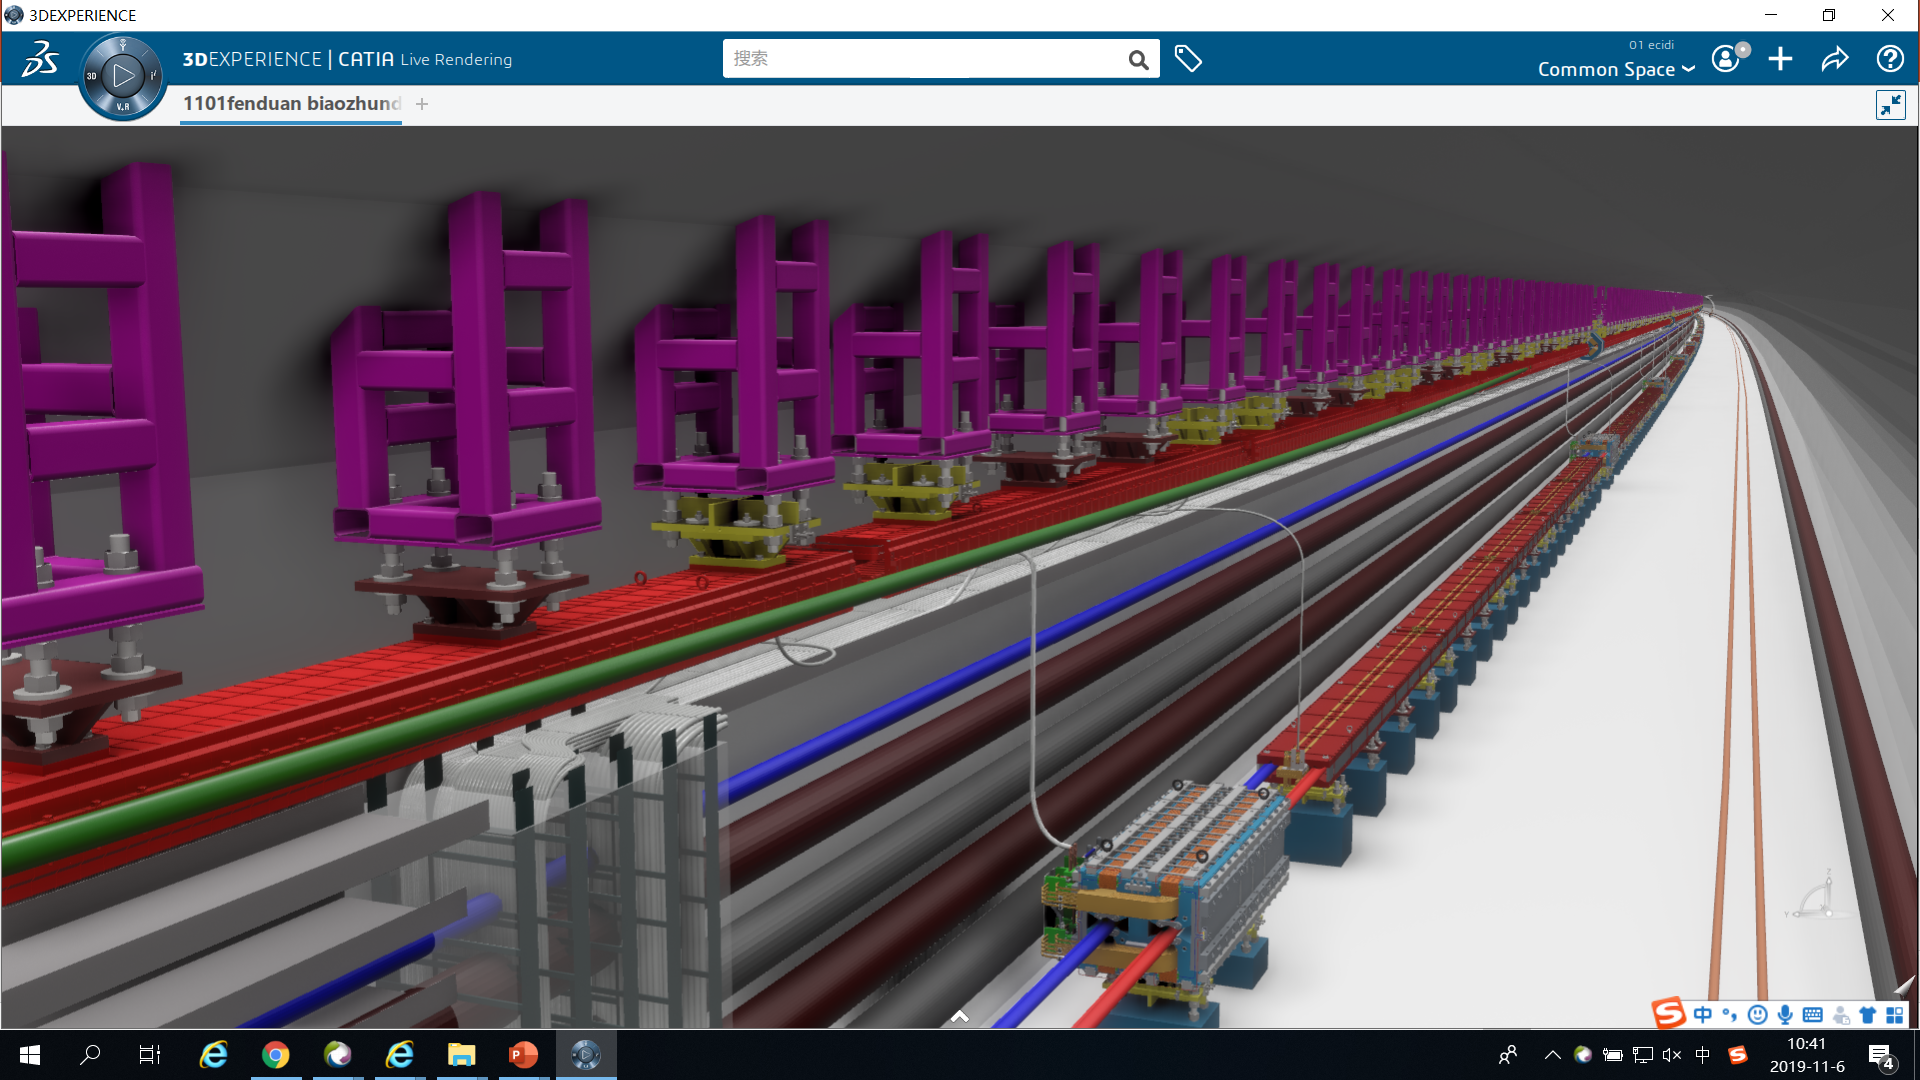 3DEXPERIENCE
3DEXPERIENCE | CATIA Live Rendering
3D
V.R
搜索
01 ecidi
Common Space
1101fenduan biaozhund
+
中
中
10:41
2019-11-6
4